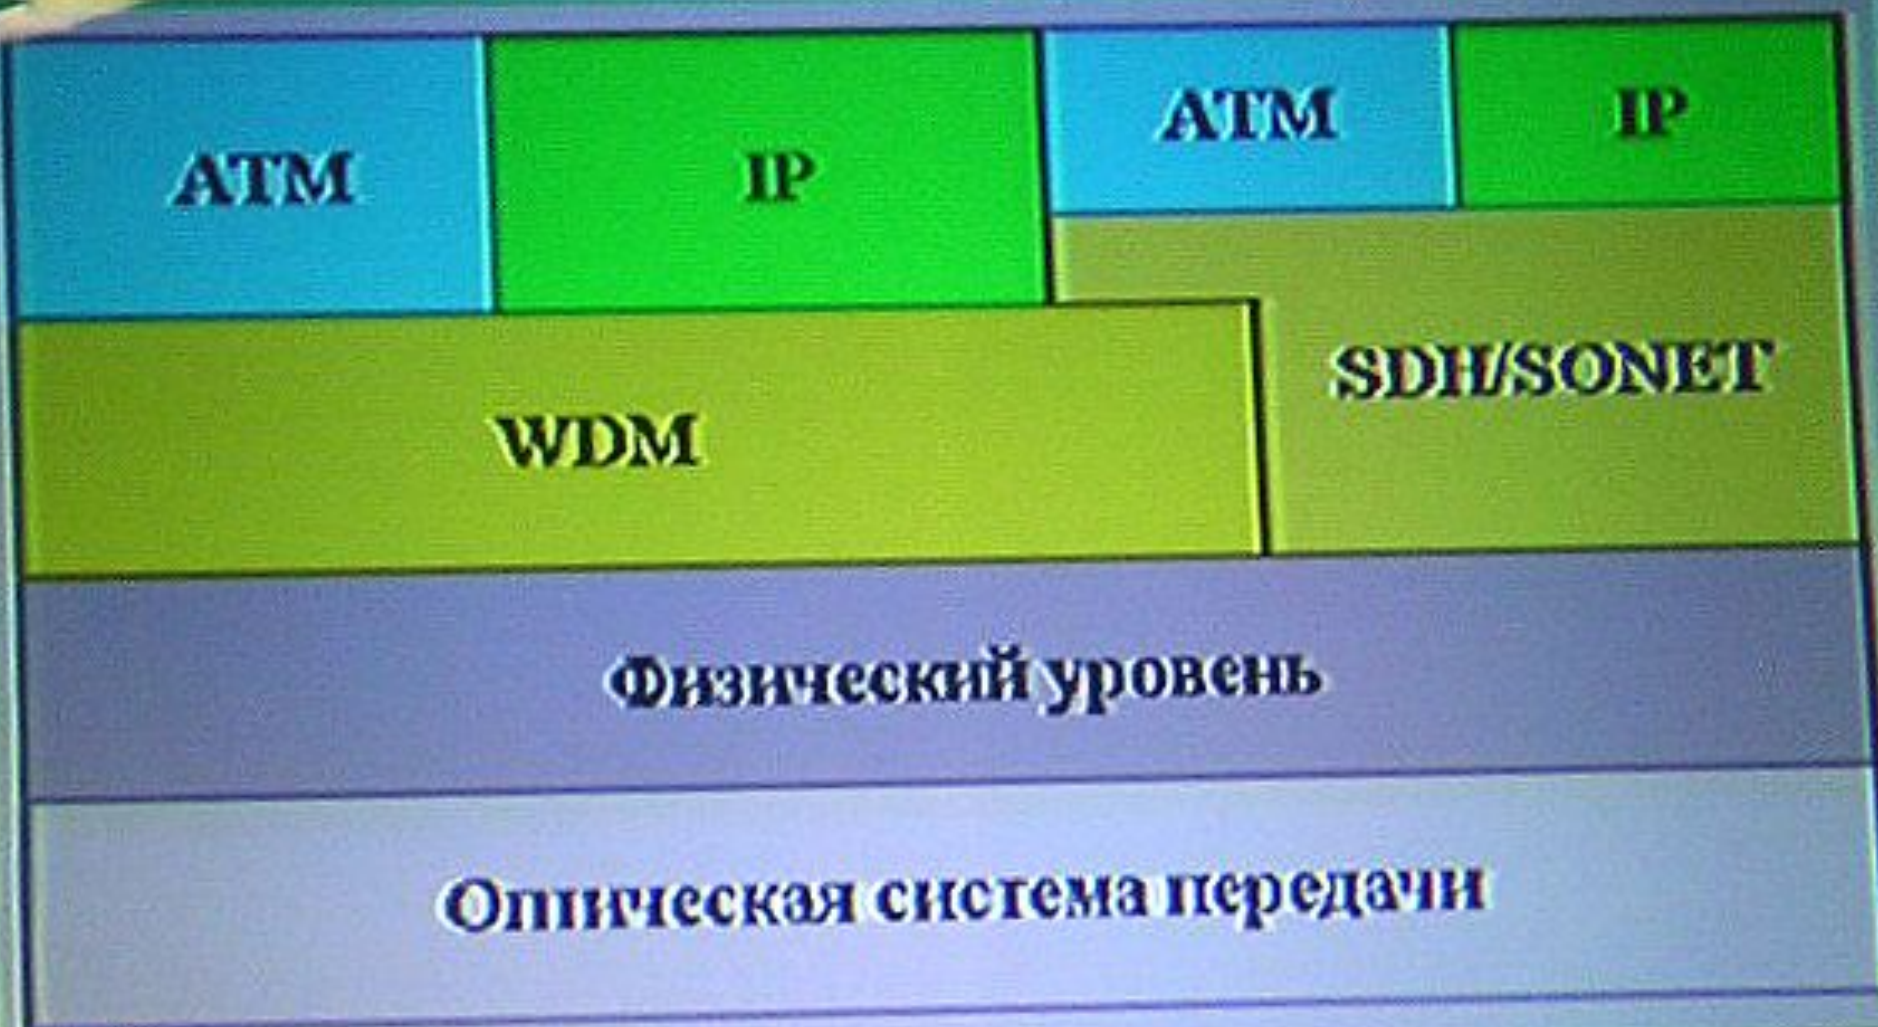 ATM IP ATM IP
WDM SDH/SONET
Физический уровень
Оптическая система передачи